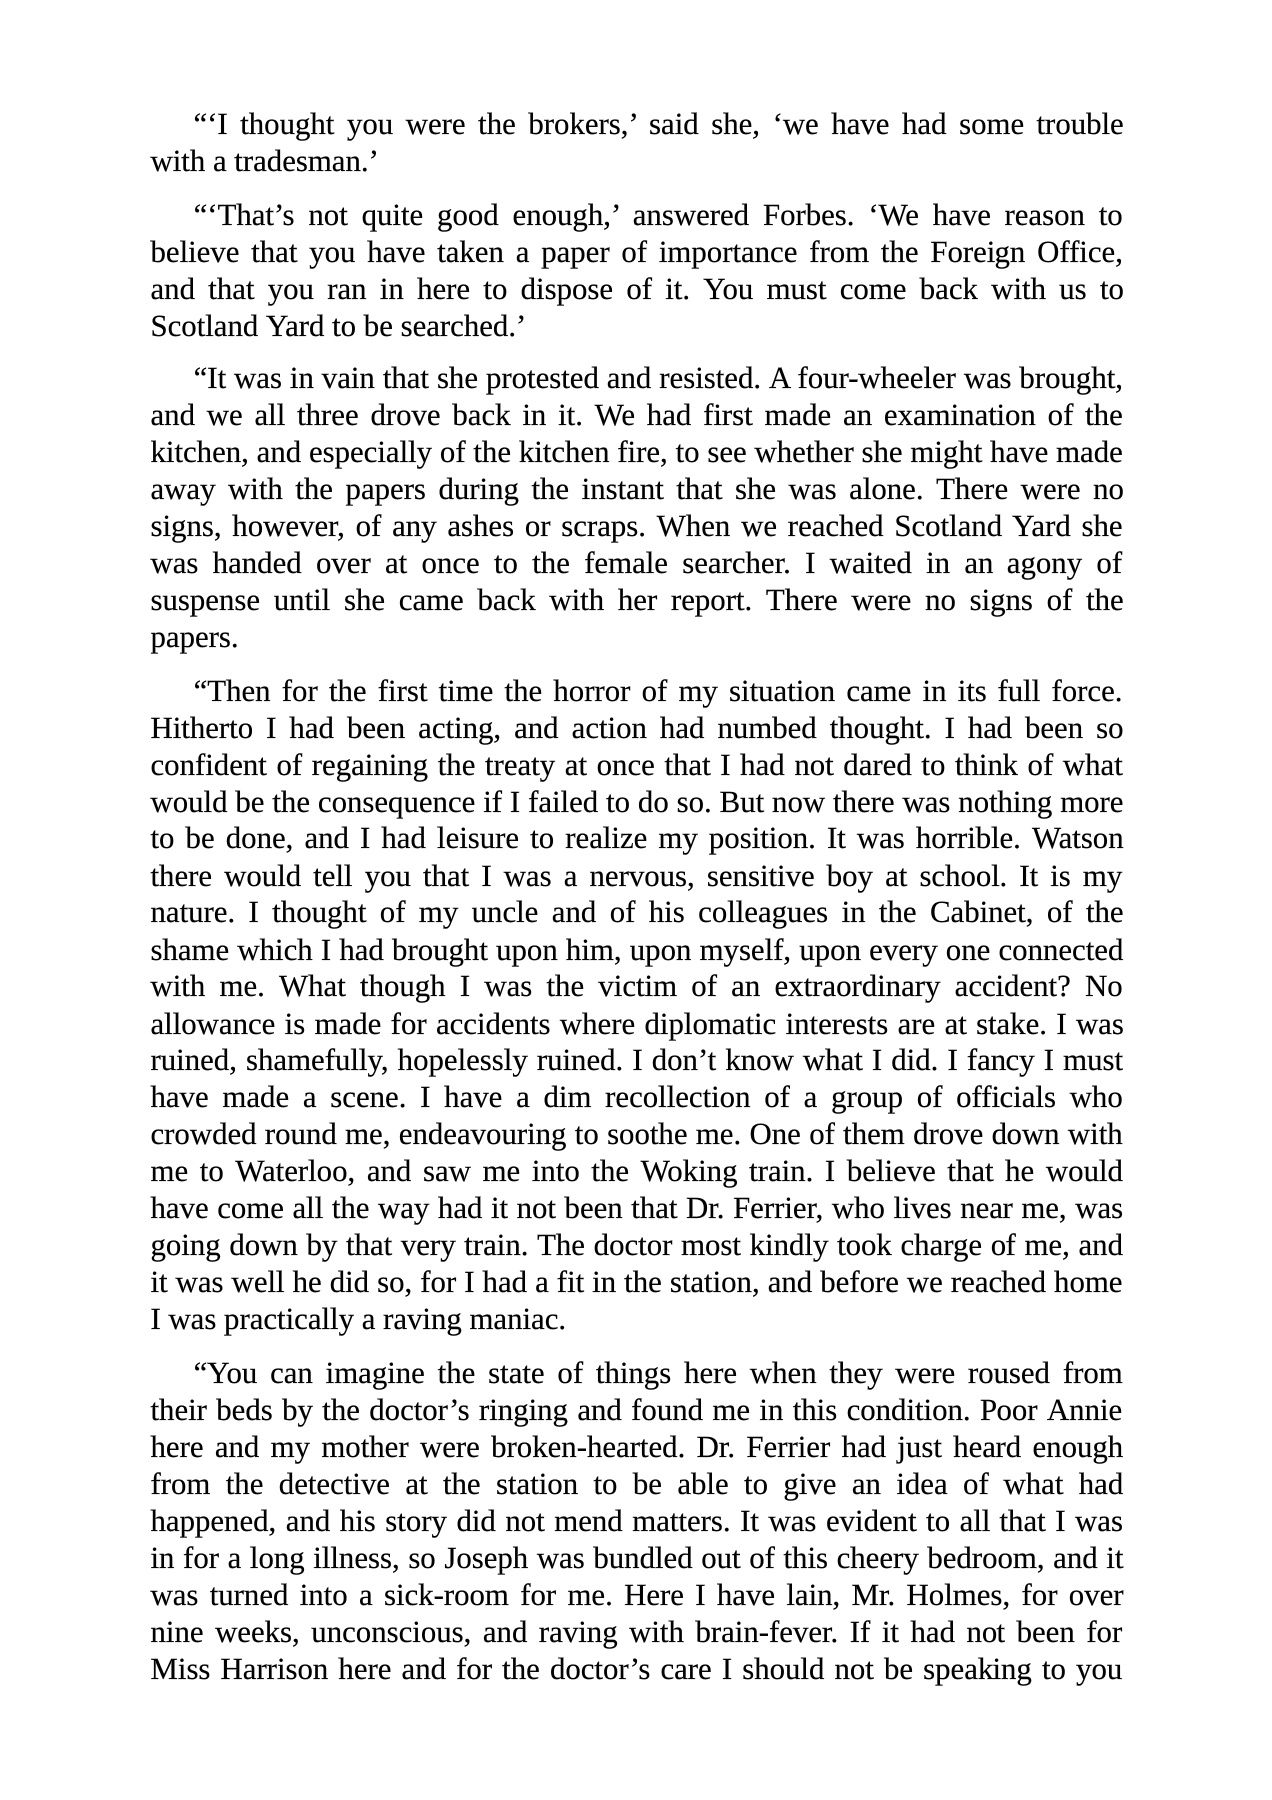 “‘I thought you were the brokers,’ said she, ‘we have had some trouble
with a tradesman.’
“‘That’s not quite good enough,’ answered Forbes. ‘We have reason to
believe that you have taken a paper of importance from the Foreign Office,
and that you ran in here to dispose of it. You must come back with us to
Scotland Yard to be searched.’
“It was in vain that she protested and resisted. A four-wheeler was brought,
and we all three drove back in it. We had first made an examination of the
kitchen, and especially of the kitchen fire, to see whether she might have made
away with the papers during the instant that she was alone. There were no
signs, however, of any ashes or scraps. When we reached Scotland Yard she
was handed over at once to the female searcher. I waited in an agony of
suspense until she came back with her report. There were no signs of the
papers.
“Then for the first time the horror of my situation came in its full force.
Hitherto I had been acting, and action had numbed thought. I had been so
confident of regaining the treaty at once that I had not dared to think of what
would be the consequence if I failed to do so. But now there was nothing more
to be done, and I had leisure to realize my position. It was horrible. Watson
there would tell you that I was a nervous, sensitive boy at school. It is my
nature. I thought of my uncle and of his colleagues in the Cabinet, of the
shame which I had brought upon him, upon myself, upon every one connected
with me. What though I was the victim of an extraordinary accident? No
allowance is made for accidents where diplomatic interests are at stake. I was
ruined, shamefully, hopelessly ruined. I don’t know what I did. I fancy I must
have made a scene. I have a dim recollection of a group of officials who
crowded round me, endeavouring to soothe me. One of them drove down with
me to Waterloo, and saw me into the Woking train. I believe that he would
have come all the way had it not been that Dr. Ferrier, who lives near me, was
going down by that very train. The doctor most kindly took charge of me, and
it was well he did so, for I had a fit in the station, and before we reached home
I was practically a raving maniac.
“You can imagine the state of things here when they were roused from
their beds by the doctor’s ringing and found me in this condition. Poor Annie
here and my mother were broken-hearted. Dr. Ferrier had just heard enough
from the detective at the station to be able to give an idea of what had
happened, and his story did not mend matters. It was evident to all that I was
in for a long illness, so Joseph was bundled out of this cheery bedroom, and it
was turned into a sick-room for me. Here I have lain, Mr. Holmes, for over
nine weeks, unconscious, and raving with brain-fever. If it had not been for
Miss Harrison here and for the doctor’s care I should not be speaking to you